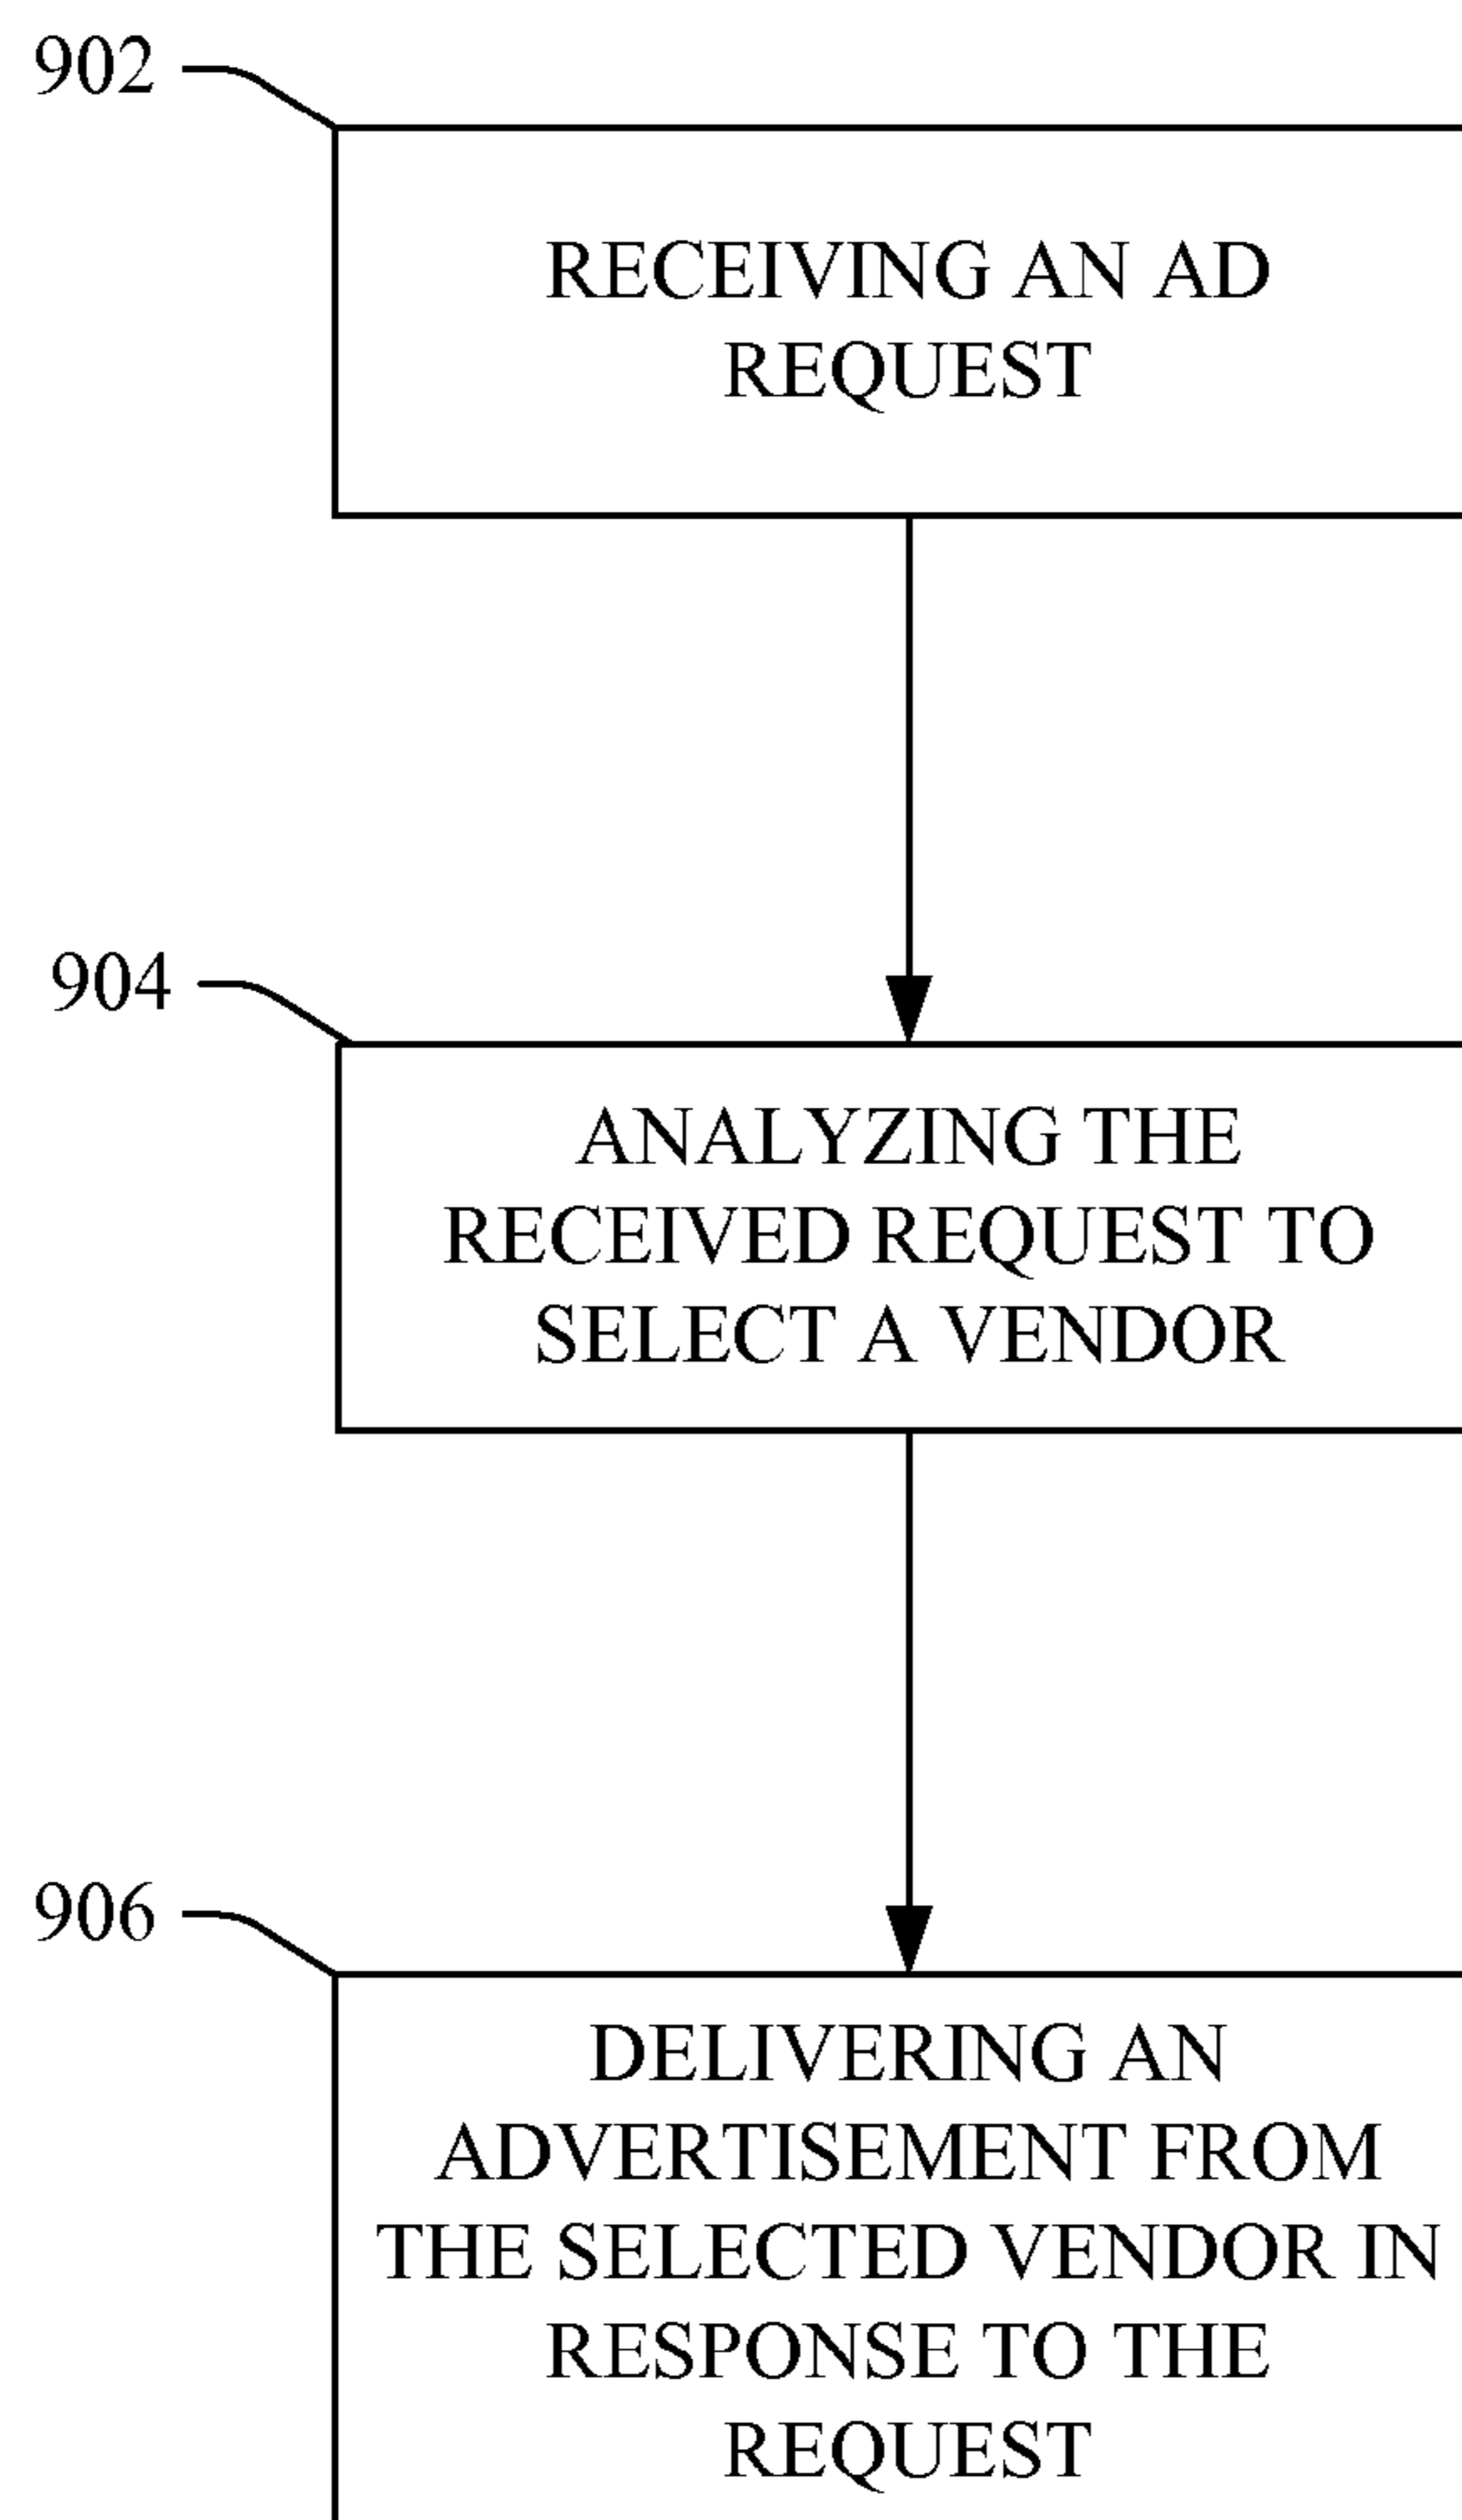 902
RECEIVING AN AD
REQUEST
904
ANALYZING THE
RECEIVED REQUEST TO
SELECT A VENDOR
906
DELIVERING AN
ADVERTISEMENT FROM
THE SELECTED VENDOR IN
RESPONSE TO THE
REQUEST